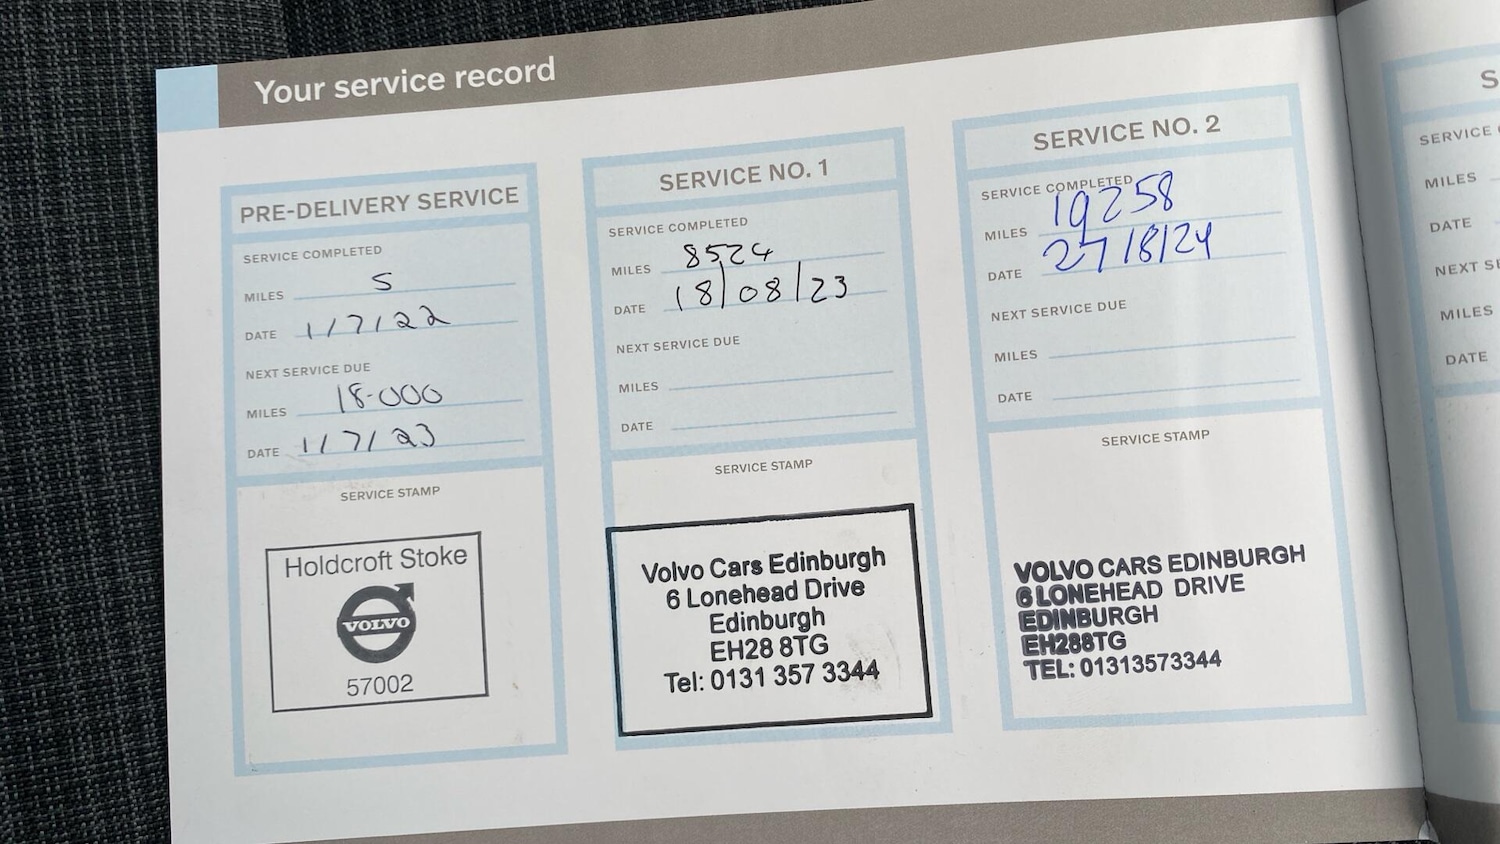 Your service record
PRE-DELIVERY SERVICE
SERVICE COMPLETED
MILES 5
DATE 1/7/22
NEXT SERVICE DUE
MILES 18-000
DATE 1/7/23
SERVICE STAMP
Holdcroft Stoke
VOLVO
57002
SERVICE NO. 1
SERVICE COMPLETED
MILES 8524
DATE 18/08/23
NEXT SERVICE DUE
MILES
DATE
SERVICE STAMP
Volvo Cars Edinburgh
6 Lonehead Drive
Edinburgh
EH28 8TG
Tel: 0131 357 3344
SERVICE NO. 2
SERVICE COMPLETED
MILES 19258
DATE 27/8/24
NEXT SERVICE DUE
MILES
DATE
SERVICE STAMP
VOLVO CARS EDINBURGH
6 LONEHEAD DRIVE
EDINBURGH
EH288TG
TEL: 01313573344
SERVICE
MILES
DATE
NEXT
MILES
DATE